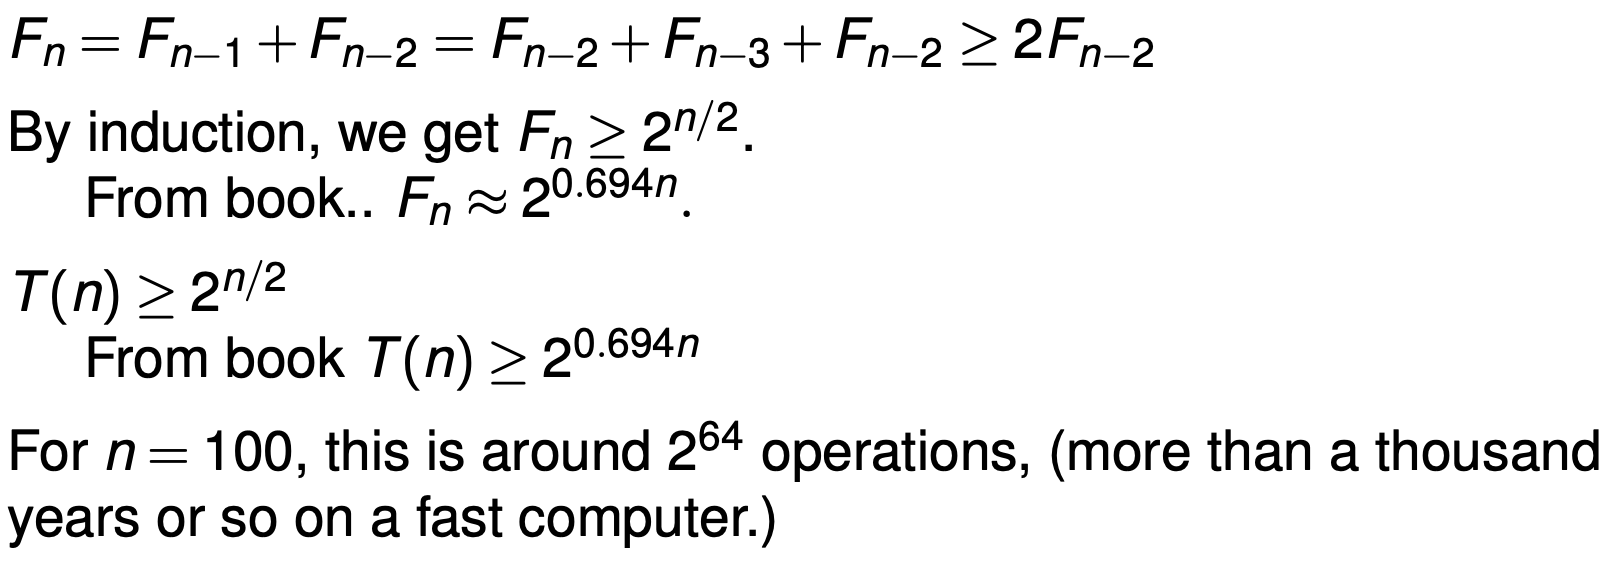 Fₙ = Fₙ₋₁ + Fₙ₋₂ = Fₙ₋₂ + Fₙ₋₃ + Fₙ₋₂ ≥ 2Fₙ₋₂
By induction, we get Fₙ ≥ 2^{n/2}.
From book.. Fₙ ≈ 2^{0.694n}.
T(n) ≥ 2^{n/2}
From book T(n) ≥ 2^{0.694n}
For n = 100, this is around 2^{64} operations, (more than a thousand
years or so on a fast computer.)